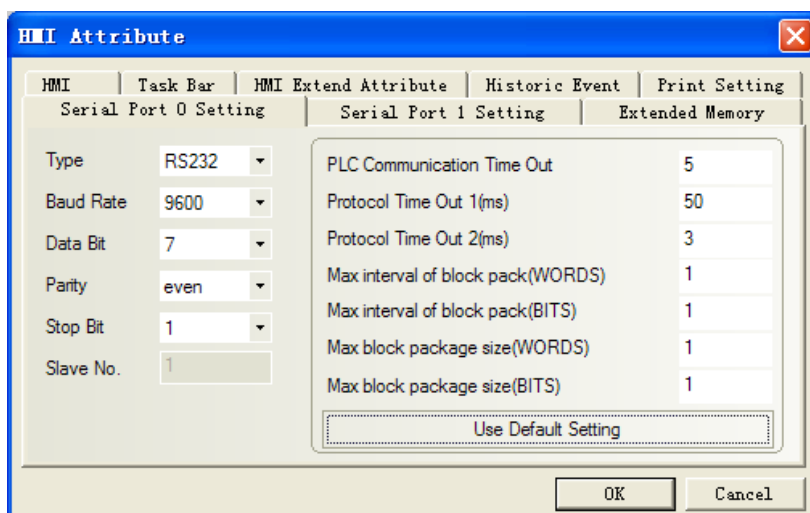 HMI Attribute
HMI Task Bar HMI Extend Attribute Historic Event Print Setting
Serial Port 0 Setting Serial Port 1 Setting Extended Memory
Type RS232
Baud Rate 9600
Data Bit 7
Parity even
Stop Bit 1
Slave No. 1
PLC Communication Time Out 5
Protocol Time Out 1(ms) 50
Protocol Time Out 2(ms) 3
Max interval of block pack(WORDS) 1
Max interval of block pack(BITS) 1
Max block package size(WORDS) 1
Max block package size(BITS) 1
Use Default Setting
OK Cancel